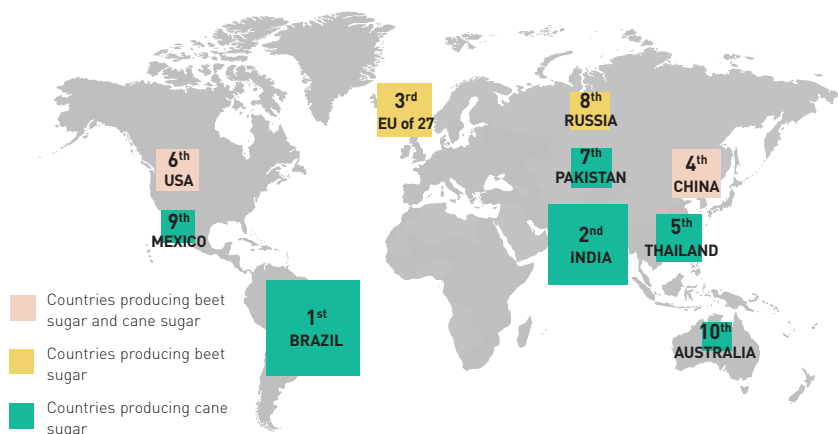 3rd
EU of 27
8th
RUSSIA
6th
USA
7th
PAKISTAN
4th
CHINA
9th
MEXICO
2nd
INDIA
5th
THAILAND
1st
BRAZIL
10th
AUSTRALIA
Countries producing beet
sugar and cane sugar
Countries producing beet
sugar
Countries producing cane
sugar